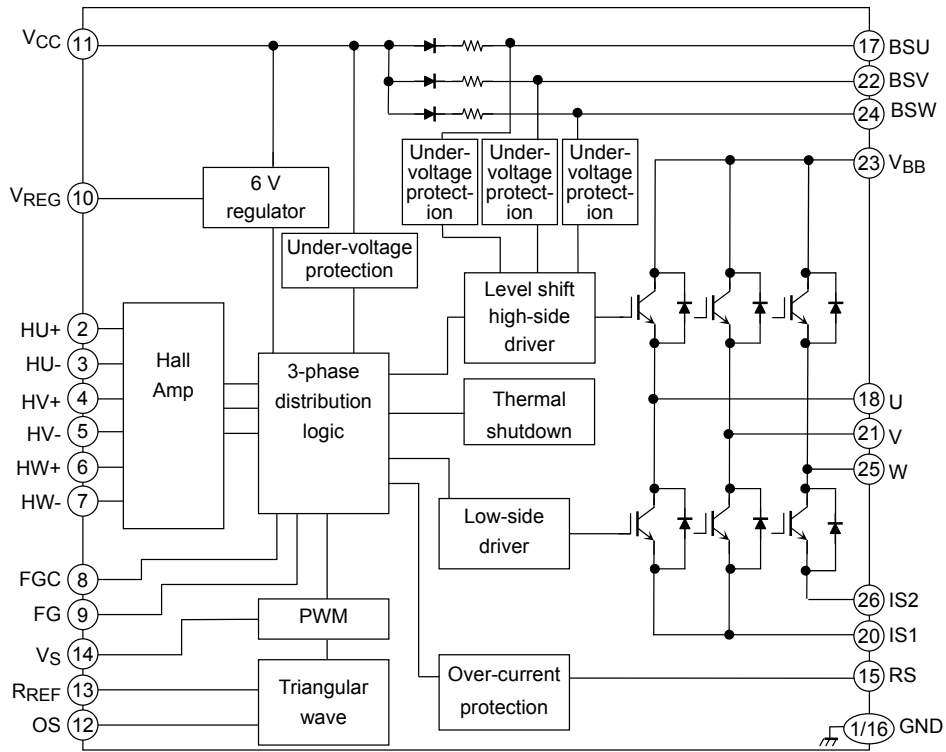 VCC 11
17 BSU
22 BSV
24 BSW
Under-
voltage
protect-
ion
Under-
voltage
protect-
ion
Under-
voltage
protect-
ion
23 VBB
VREG 10
6 V
regulator
Under-voltage
protection
Level shift
high-side
driver
HU+ 2
HU- 3
HV+ 4
HV- 5
HW+ 6
HW- 7
Hall
Amp
3-phase
distribution
logic
Thermal
shutdown
18 U
21 V
25 W
Low-side
driver
FGC 8
FG 9
VS 14
RREF 13
OS 12
PWM
Triangular
wave
Over-current
protection
26 IS2
20 IS1
15 RS
1/16 GND